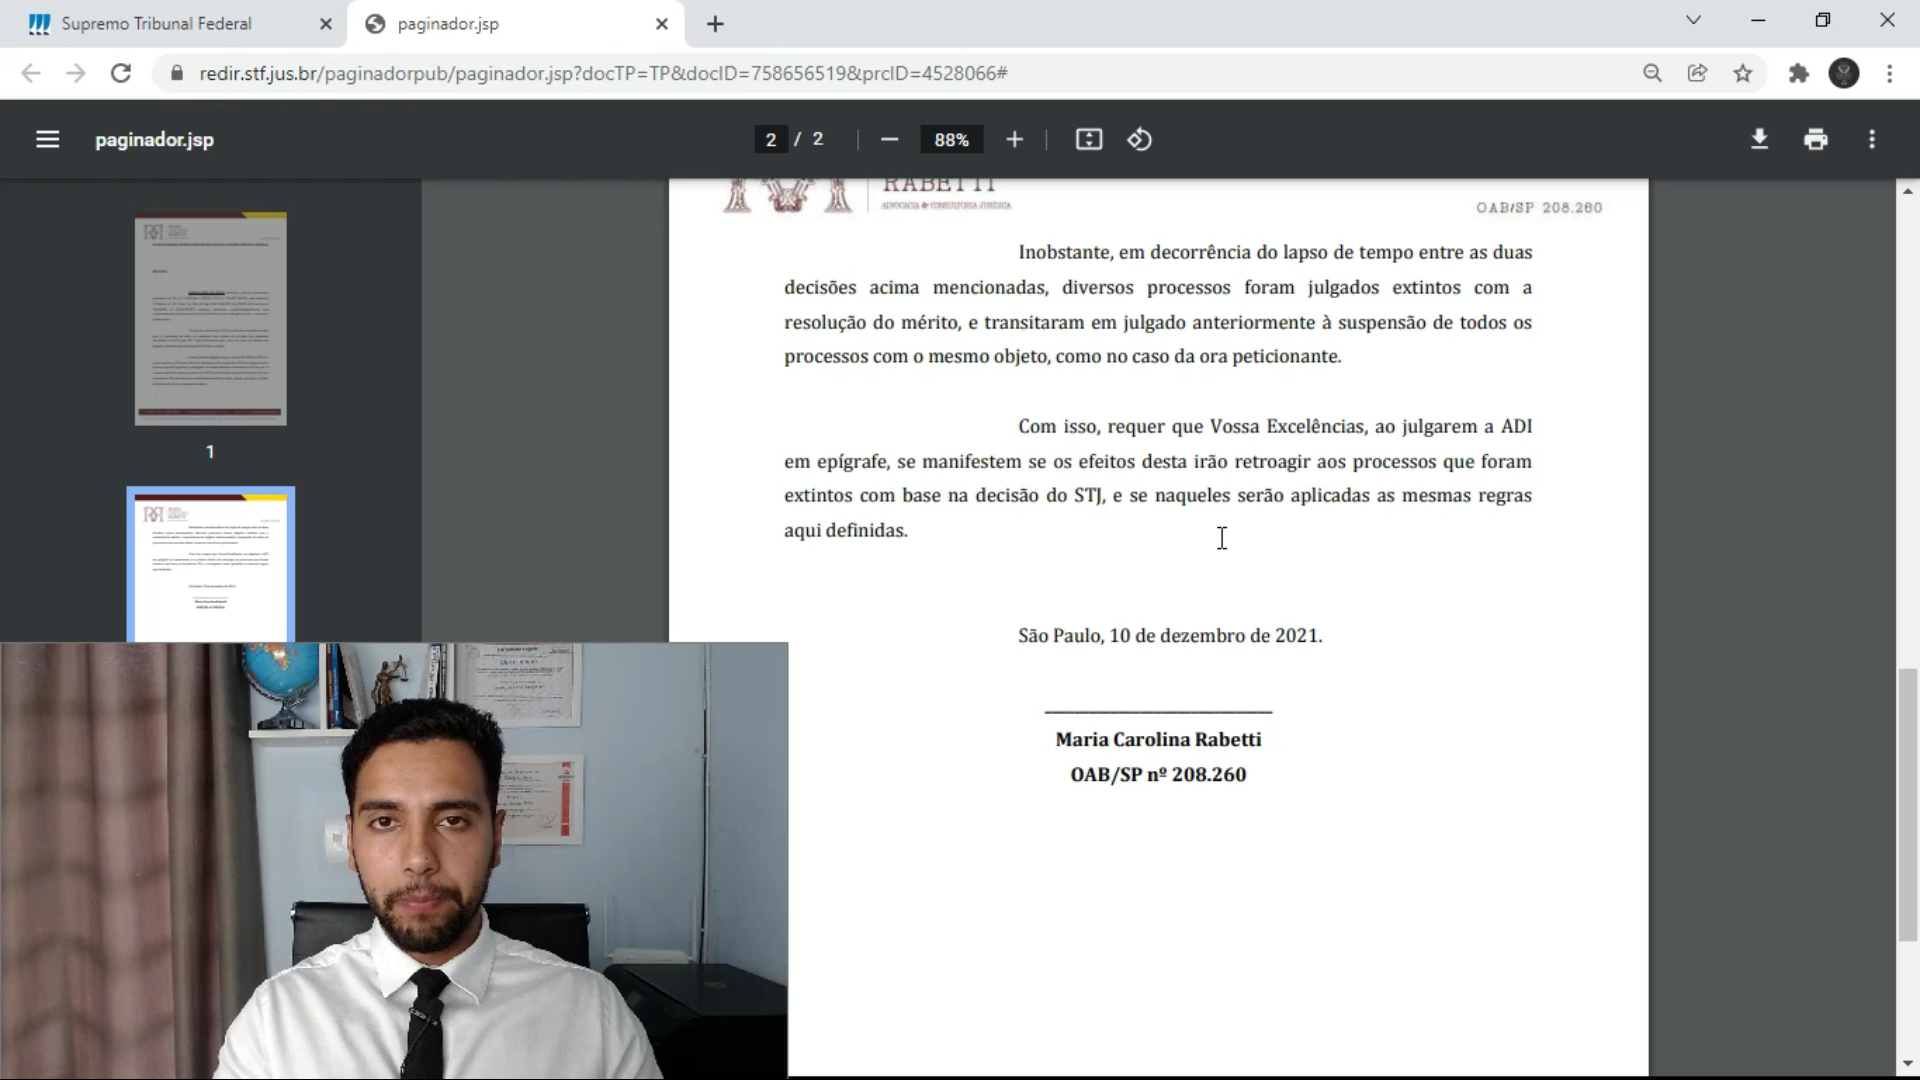 Supremo Tribunal Federal
paginador.jsp
redir.stf.jus.br/paginadorpub/paginador.jsp?docTP=TP&docID=758656519&prcID=4528066#
paginador.jsp
2 / 2
88%
1
RABETTI
ADVOCACIA & CONSULTORIA JURÍDICA
OAB/SP 208.260
Inobstante, em decorrência do lapso de tempo entre as duas
decisões acima mencionadas, diversos processos foram julgados extintos com a
resolução do mérito, e transitaram em julgado anteriormente à suspensão de todos os
processos com o mesmo objeto, como no caso da ora peticionante.
Com isso, requer que Vossa Excelências, ao julgarem a ADI
em epígrafe, se manifestem se os efeitos desta irão retroagir aos processos que foram
extintos com base na decisão do STJ, e se naqueles serão aplicadas as mesmas regras
aqui definidas.
São Paulo, 10 de dezembro de 2021.
Maria Carolina Rabetti
OAB/SP nº 208.260